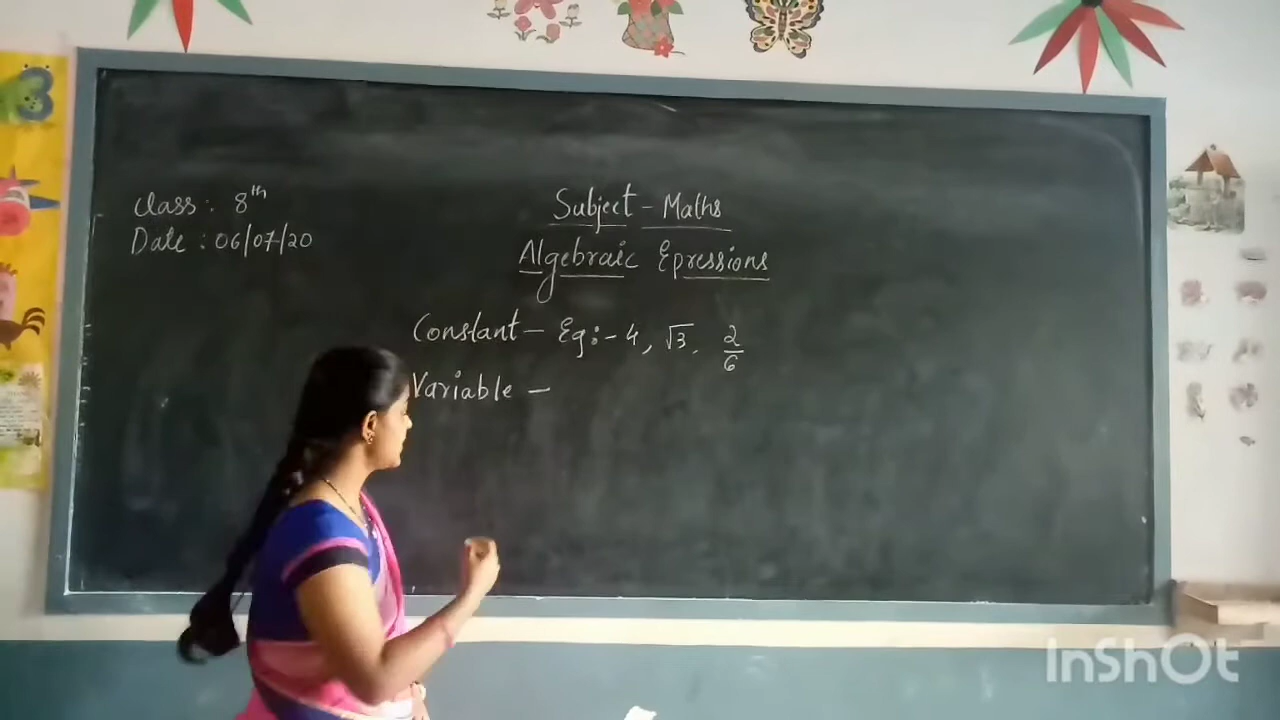 Class: 8th
Date: 06/07/20
Subject - Maths
Algebraic Epressions
Constant - Eg:- 4, √3, 2/6
Variable -
InShOt